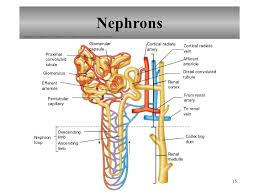 Nephrons
Glomerular
capsule
Proximal
convoluted
tubule
Glomerulus
Efferent
arteriole
Peritubular
capillary
Nephron
loop
Descending
limb
Ascending
limb
Cortical radiate
artery
Cortical radiate
vein
Afferent
arteriole
Distal convoluted
tubule
Renal
cortex
From renal
artery
To renal
vein
Collecting
duct
Renal
medulla
15